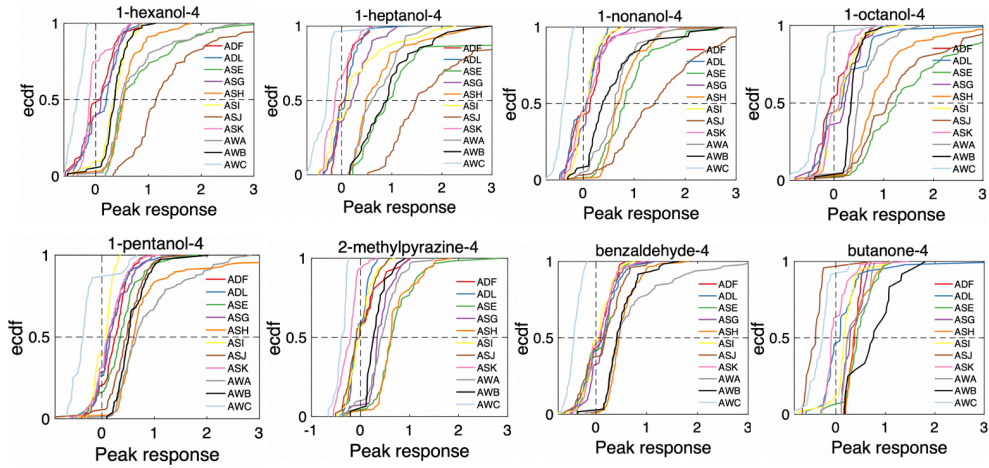 1-hexanol-4
1
0.5
0
ecdf
0 1 2 3
Peak response
ADF
ADL
ASE
ASG
ASH
ASI
ASJ
ASK
AWA
AWB
AWC
1-heptanol-4
1
0.5
0
ecdf
0 1 2 3
Peak response
ADF
ADL
ASE
ASG
ASH
ASI
ASJ
ASK
AWA
AWB
AWC
1-nonanol-4
1
0.5
0
ecdf
0 1 2 3
Peak response
ADF
ADL
ASE
ASG
ASH
ASI
ASJ
ASK
AWA
AWB
AWC
1-octanol-4
1
0.5
0
ecdf
0 1 2 3
Peak response
ADF
ADL
ASE
ASG
ASH
ASI
ASJ
ASK
AWA
AWB
AWC
1-pentanol-4
1
0.5
0
ecdf
0 1 2 3
Peak response
ADF
ADL
ASE
ASG
ASH
ASI
ASJ
ASK
AWA
AWB
AWC
2-methylpyrazine-4
1
0.5
0
ecdf
-1 0 1 2 3
Peak response
ADF
ADL
ASE
ASG
ASH
ASI
ASJ
ASK
AWA
AWB
AWC
benzaldehyde-4
1
0.5
0
ecdf
0 1 2 3
Peak response
ADF
ADL
ASE
ASG
ASH
ASI
ASJ
ASK
AWA
AWB
AWC
butanone-4
1
0.5
0
ecdf
0 1 2 3
Peak response
ADF
ADL
ASE
ASG
ASH
ASI
ASJ
ASK
AWA
AWB
AWC